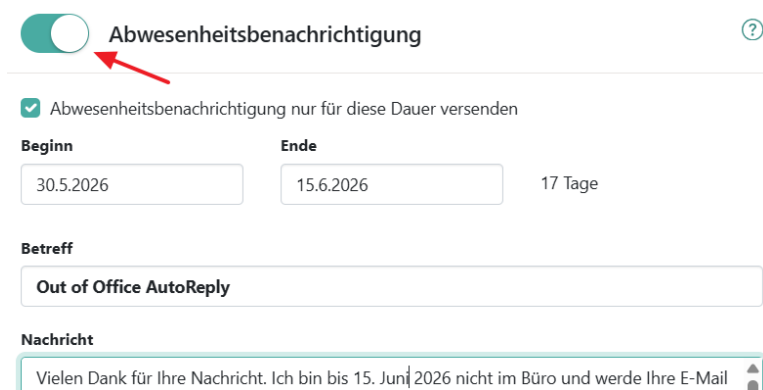 Abwesenheitsbenachrichtigung
Abwesenheitsbenachrichtigung nur für diese Dauer versenden
Beginn Ende
30.5.2026 15.6.2026 17 Tage
Betreff
Out of Office AutoReply
Nachricht
Vielen Dank für Ihre Nachricht. Ich bin bis 15. Juni 2026 nicht im Büro und werde Ihre E-Mail